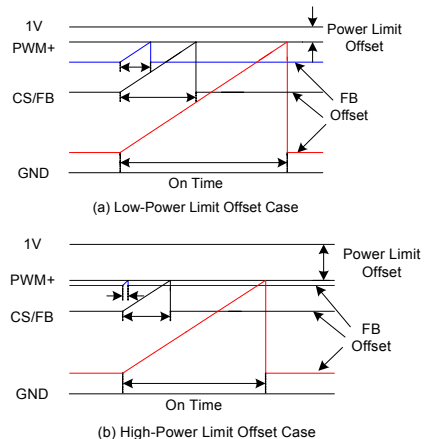 1V
Power Limit
Offset
PWM+
FB
Offset
CS/FB
GND
On Time
(a) Low-Power Limit Offset Case
1V
Power Limit
Offset
PWM+
CS/FB
FB
Offset
GND
On Time
(b) High-Power Limit Offset Case